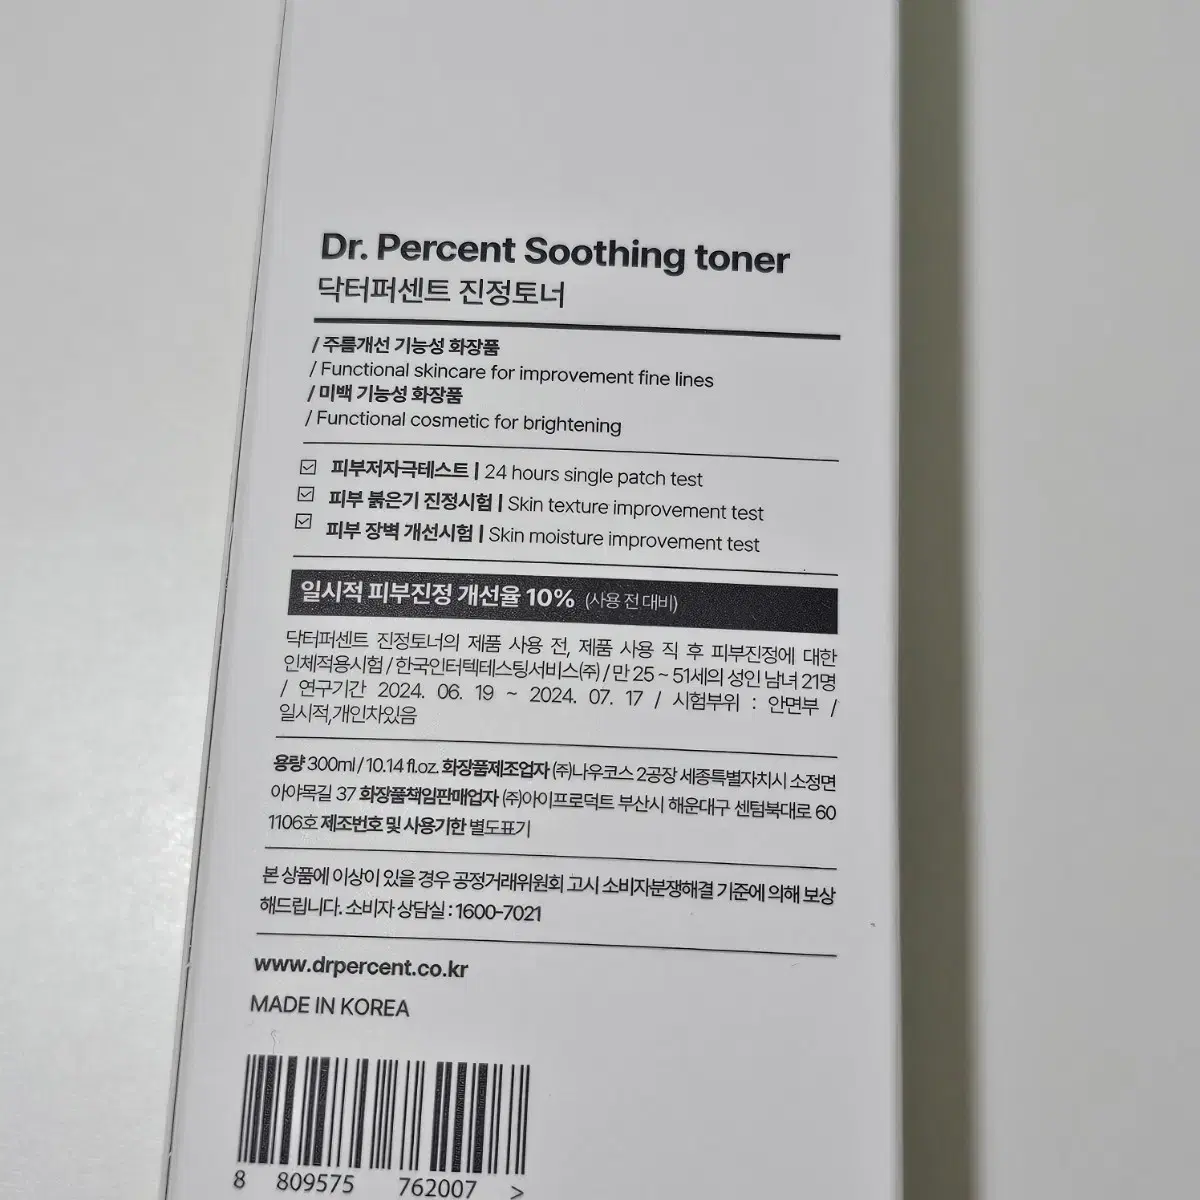 Dr. Percent Soothing toner
닥터퍼센트 진정토너
/ 주름개선 기능성 화장품
/ Functional skincare for improvement fine lines
/ 미백 기능성 화장품
/ Functional cosmetic for brightening
피부저자극테스트 | 24 hours single patch test
피부 붉은기 진정시험 | Skin texture improvement test
피부 장벽 개선시험 | Skin moisture improvement test
일시적 피부진정 개선율 10% (사용 전 대비)
닥터퍼센트 진정토너의 제품 사용 전, 제품 사용 직 후 피부진정에 대한
인체적용시험 / 한국인터텍테스팅서비스㈜ / 만 25 ~ 51세의 성인 남녀 21명
/ 연구기간 2024. 06. 19 ~ 2024. 07. 17 / 시험부위 : 안면부 /
일시적,개인차있음
용량 300ml / 10.14 fl.oz. 화장품제조업자 ㈜나우코스 2공장 세종특별자치시 소정면
아야목길 37 화장품책임판매업자 ㈜아이프로덕트 부산시 해운대구 센텀북대로 60
1106호 제조번호 및 사용기한 별도표기
본 상품에 이상이 있을 경우 공정거래위원회 고시 소비자분쟁해결 기준에 의해 보상
해드립니다. 소비자 상담실 : 1600-7021
www.drpercent.co.kr
MADE IN KOREA
8 809575 762007 >